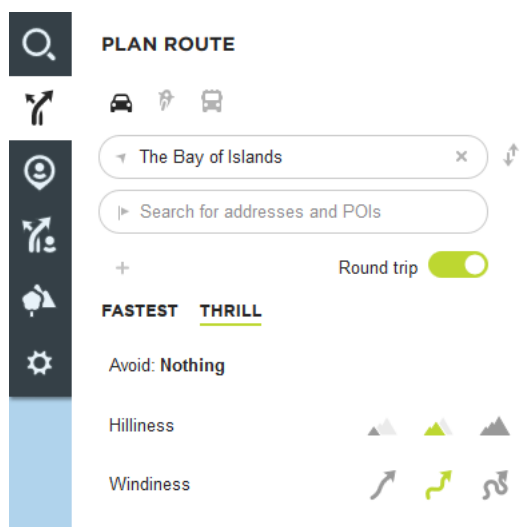 PLAN ROUTE
The Bay of Islands
Search for addresses and POIs
Round trip
FASTEST THRILL
Avoid: Nothing
Hilliness
Windiness